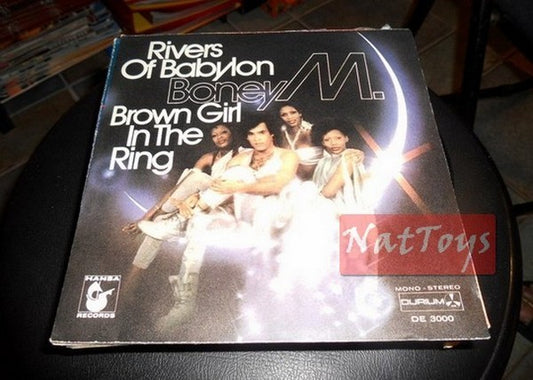 Rivers
Of Babylon
Boney M.
Brown Girl
In The
Ring
NatToys
HANSA
RECORDS
MONO - STEREO
DURIUM
DE 3000